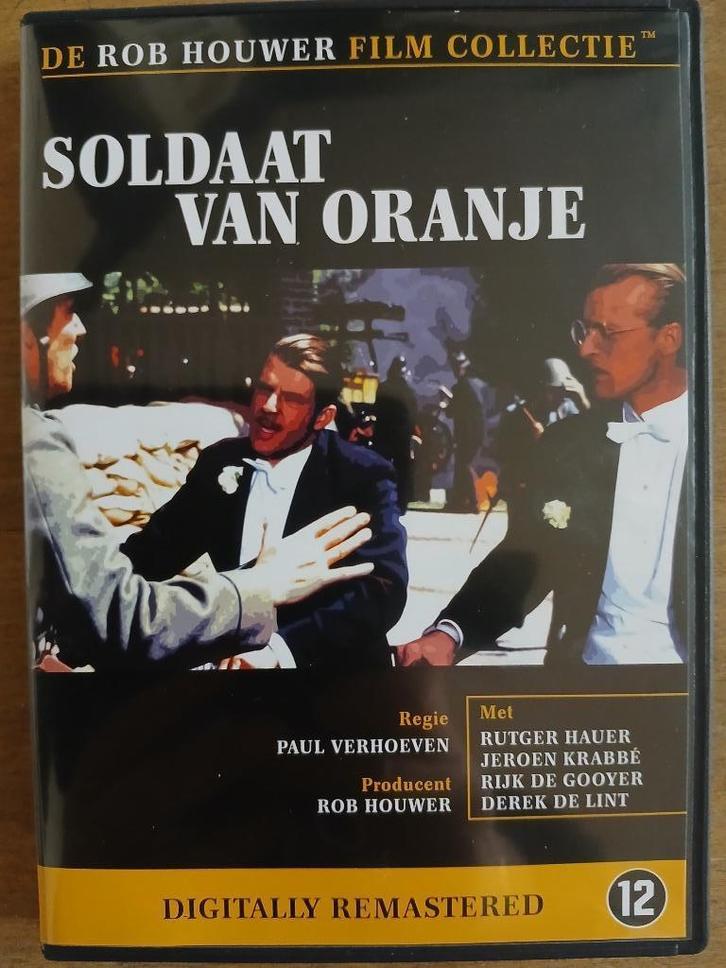 DE ROB HOUWER FILM COLLECTIE™
SOLDAAT
VAN ORANJE
Regie
PAUL VERHOEVEN
Producent
ROB HOUWER
Met
RUTGER HAUER
JEROEN KRABBÉ
RIJK DE GOOYER
DEREK DE LINT
DIGITALLY REMASTERED
12